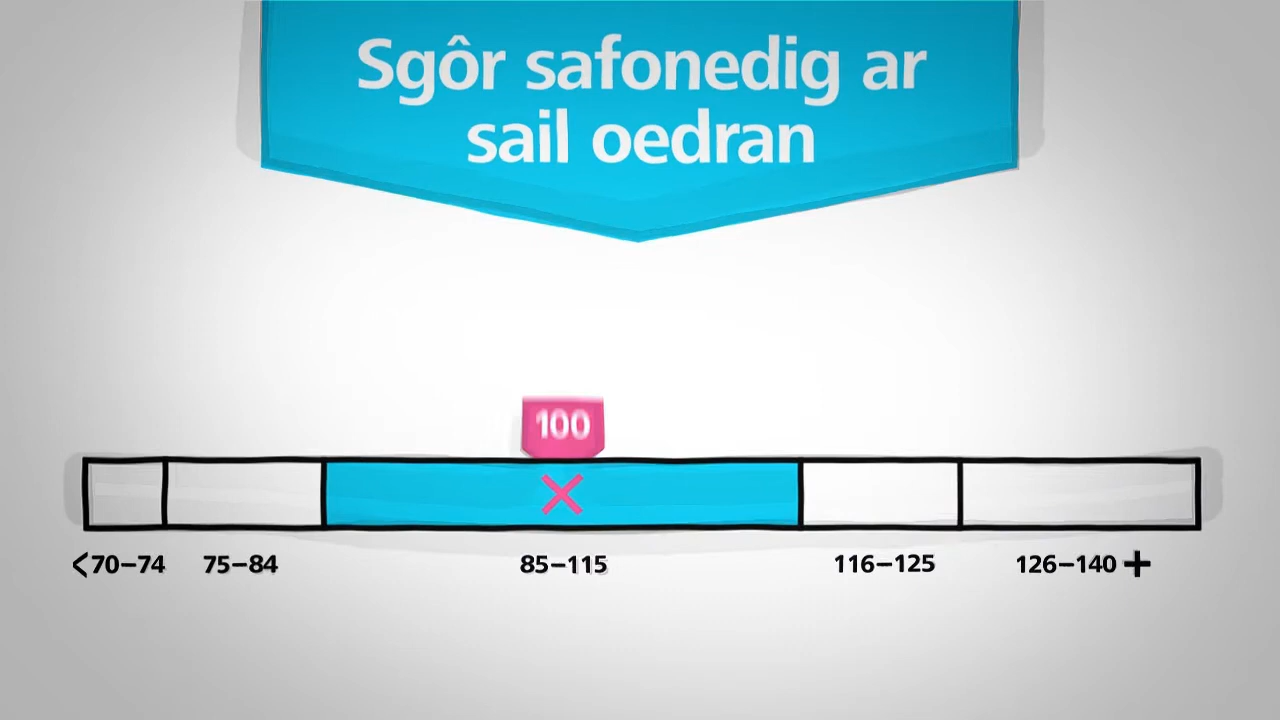 Sgôr safonedig ar
sail oedran
100
<70–74 75–84 85–115 116–125 126–140 +